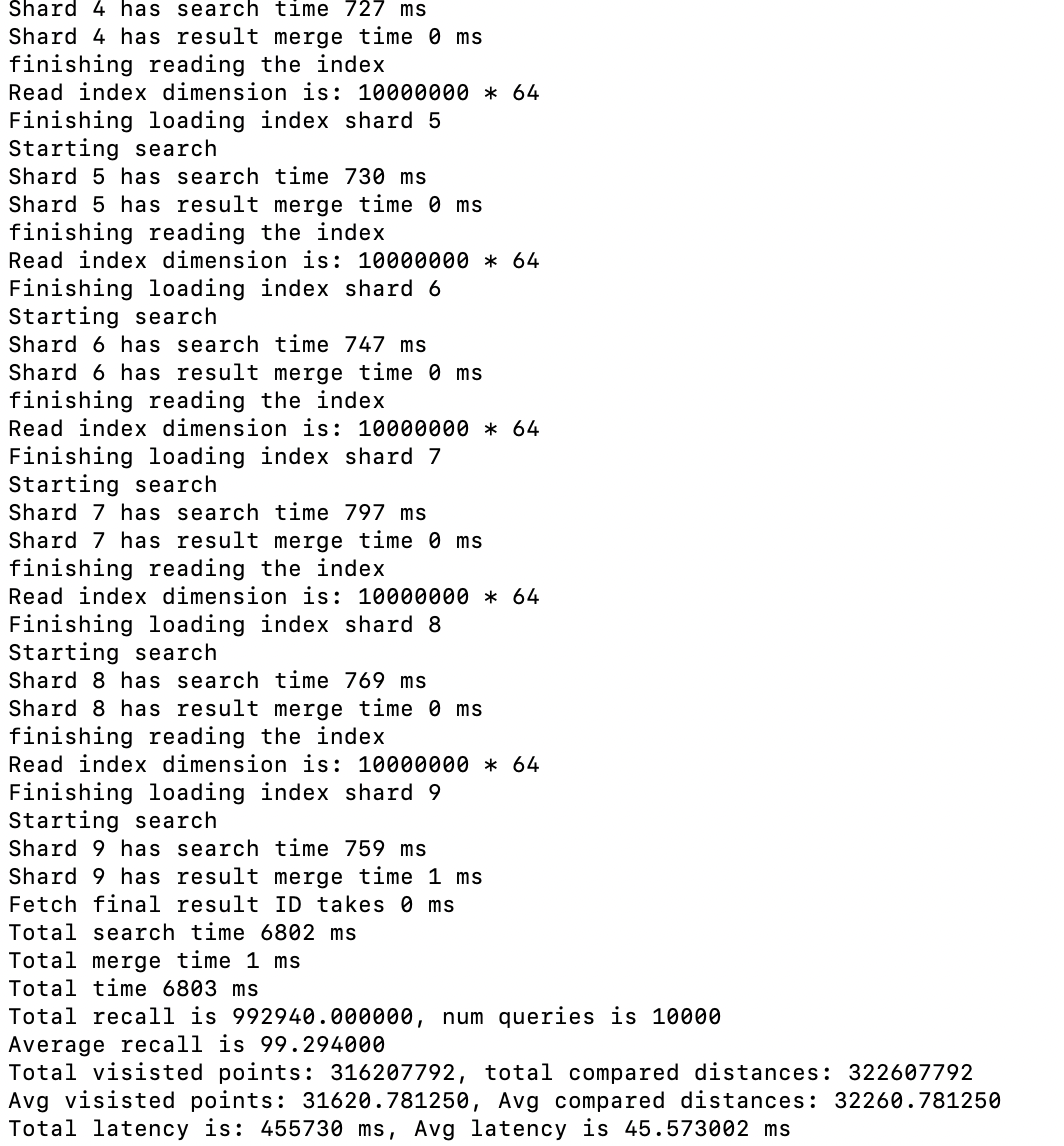 Shard 4 has search time 727 ms
Shard 4 has result merge time 0 ms
finishing reading the index
Read index dimension is: 10000000 * 64
Finishing loading index shard 5
Starting search
Shard 5 has search time 730 ms
Shard 5 has result merge time 0 ms
finishing reading the index
Read index dimension is: 10000000 * 64
Finishing loading index shard 6
Starting search
Shard 6 has search time 747 ms
Shard 6 has result merge time 0 ms
finishing reading the index
Read index dimension is: 10000000 * 64
Finishing loading index shard 7
Starting search
Shard 7 has search time 797 ms
Shard 7 has result merge time 0 ms
finishing reading the index
Read index dimension is: 10000000 * 64
Finishing loading index shard 8
Starting search
Shard 8 has search time 769 ms
Shard 8 has result merge time 0 ms
finishing reading the index
Read index dimension is: 10000000 * 64
Finishing loading index shard 9
Starting search
Shard 9 has search time 759 ms
Shard 9 has result merge time 1 ms
Fetch final result ID takes 0 ms
Total search time 6802 ms
Total merge time 1 ms
Total time 6803 ms
Total recall is 992940.000000, num queries is 10000
Average recall is 99.294000
Total visisted points: 316207792, total compared distances: 322607792
Avg visisted points: 31620.781250, Avg compared distances: 32260.781250
Total latency is: 455730 ms, Avg latency is 45.573002 ms